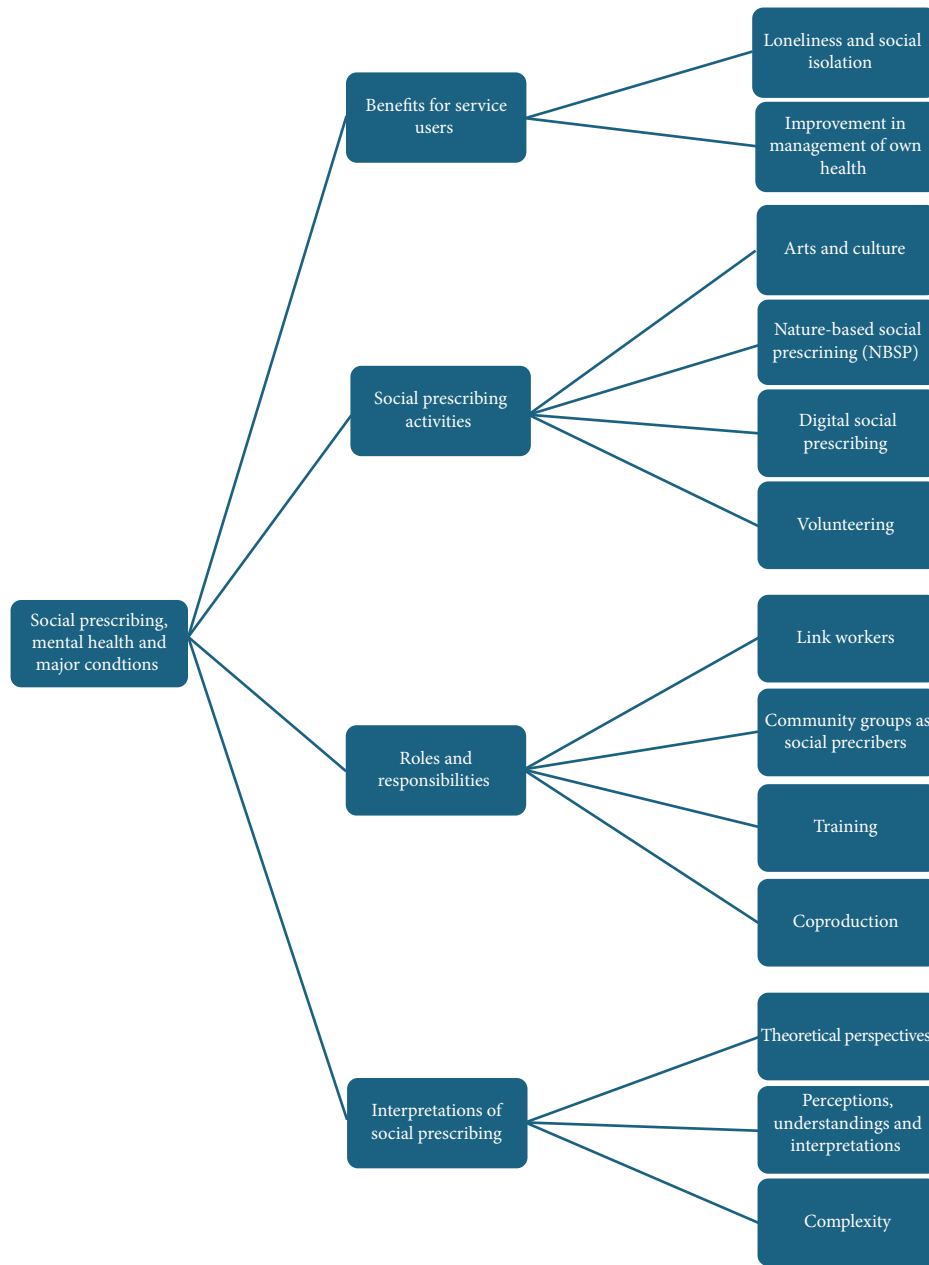 Social prescribing,
mental health and
major condtions
Benefits for service
users
Loneliness and social
isolation
Improvement in
management of own
health
Social prescribing
activities
Arts and culture
Nature-based social
prescrining (NBSP)
Digital social
prescribing
Volunteering
Roles and
responsibilities
Link workers
Community groups as
social precribers
Training
Coproduction
Interpretations of
social prescribing
Theoretical perspectives
Perceptions,
understandings and
interpretations
Complexity